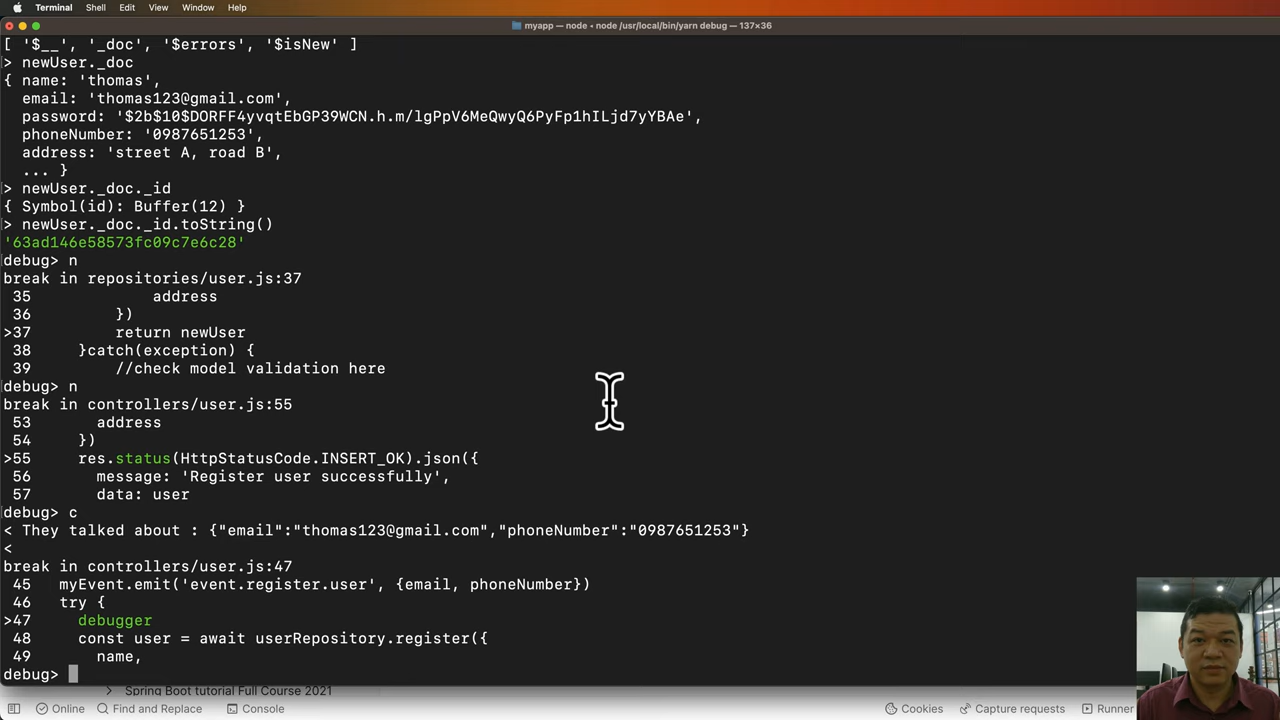 Terminal Shell Edit View Window Help
myapp — node ◂ node /usr/local/bin/yarn debug — 137×36
[ '$__', '_doc', '$errors', '$isNew' ]
> newUser._doc
{ name: 'thomas',
email: 'thomas123@gmail.com',
password: '$2b$10$DORFF4yvqtEbGP39WCN.h.m/lgPpV6MeQwyQ6PyFp1hILjd7yYBAe',
phoneNumber: '0987651253',
address: 'street A, road B',
... }
> newUser._doc._id
{ Symbol(id): Buffer(12) }
> newUser._doc._id.toString()
'63ad146e58573fc09c7e6c28'
debug> n
break in repositories/user.js:37
35 address
36 })
>37 return newUser
38 }catch(exception) {
39 //check model validation here
debug> n
break in controllers/user.js:55
53 address
54 })
>55 res.status(HttpStatusCode.INSERT_OK).json({
56 message: 'Register user successfully',
57 data: user
debug> c
< They talked about : {"email":"thomas123@gmail.com","phoneNumber":"0987651253"}
<
break in controllers/user.js:47
45 myEvent.emit('event.register.user', {email, phoneNumber})
46 try {
>47 debugger
48 const user = await userRepository.register({
49 name,
debug>
Spring Boot tutorial Full Course 2021
Online Find and Replace Console Cookies Capture requests Runner